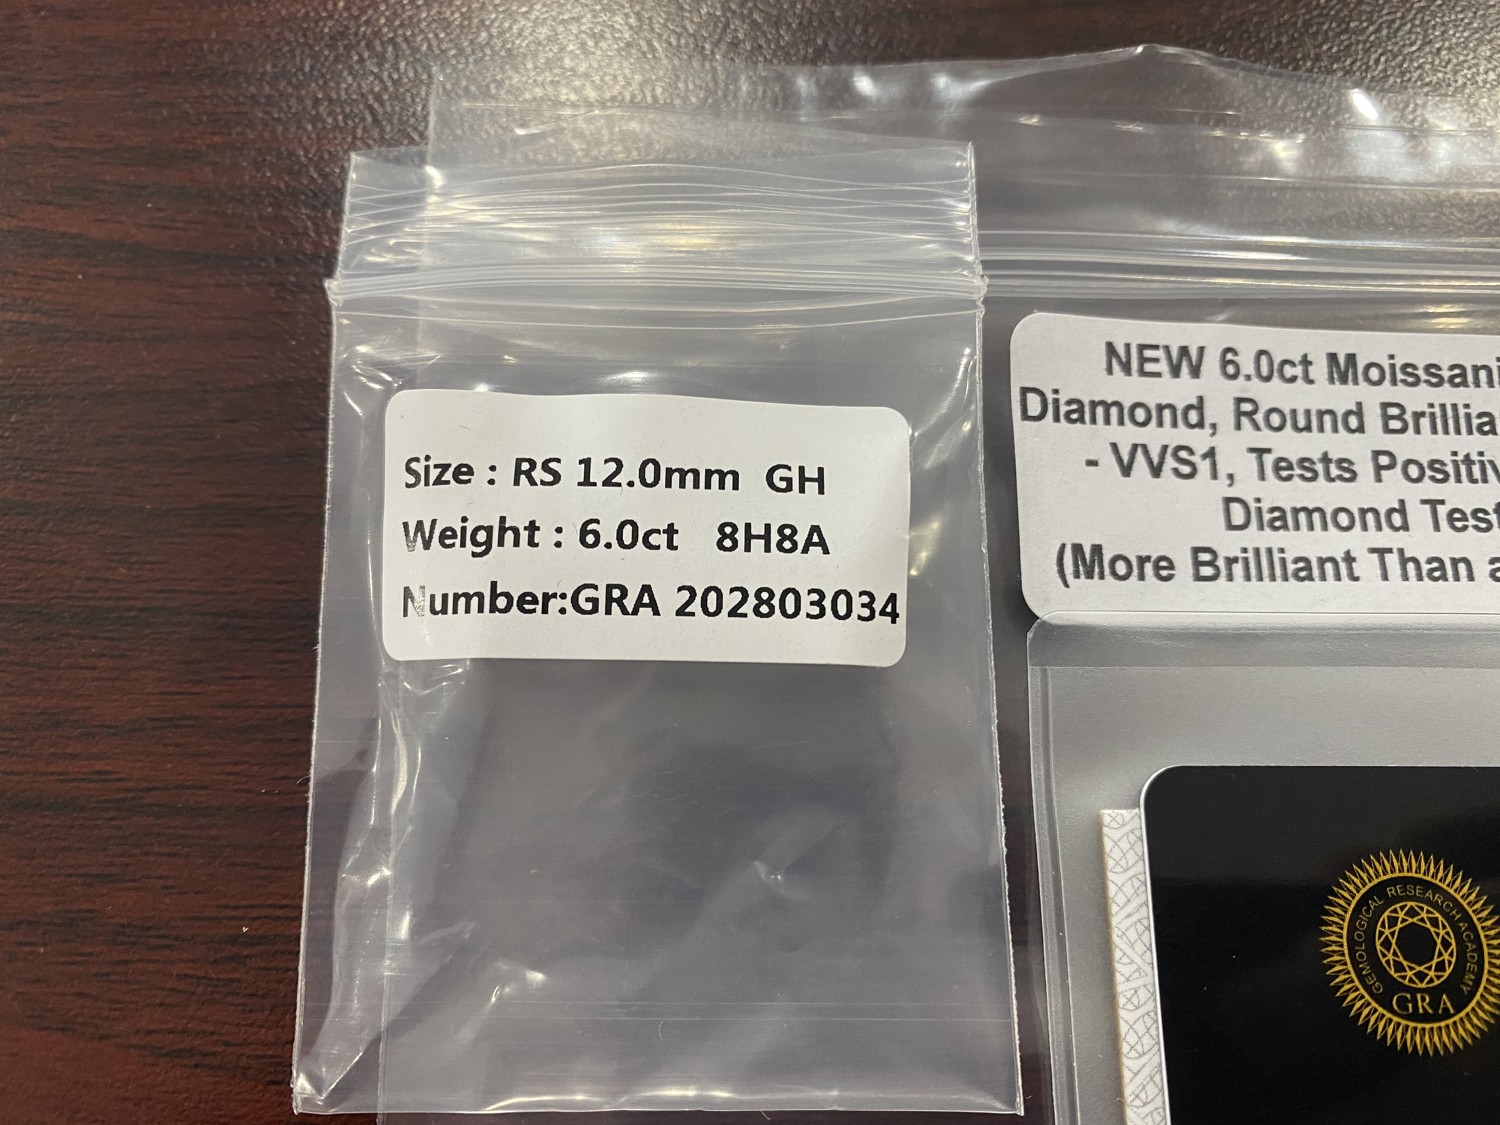 Size : RS 12.0mm GH
Weight : 6.0ct 8H8A
Number:GRA 202803034
NEW 6.0ct Moissani
Diamond, Round Brillia
- VVS1, Tests Positiv
Diamond Test
(More Brilliant Than a
GEMOLOGICAL RESEARCH ACADEMY
GRA